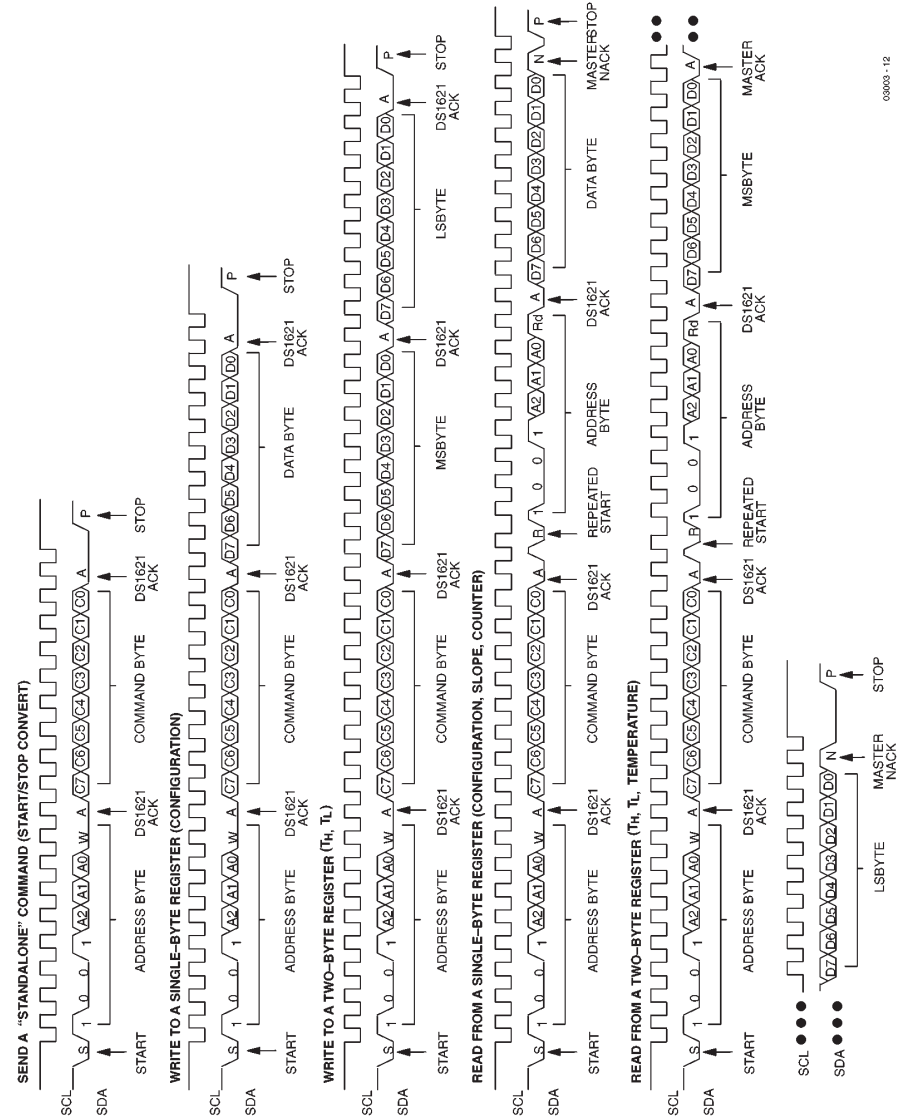 SEND A “STANDALONE” COMMAND (START/STOP CONVERT)
SCL
SDA
S 1 0 0 1 A2 A1 A0 W A C7 C6 C5 C4 C3 C2 C1 C0 A P
START
ADDRESS BYTE
DS1621
ACK
COMMAND BYTE
DS1621
ACK
STOP
WRITE TO A SINGLE–BYTE REGISTER (CONFIGURATION)
SCL
SDA
S 1 0 0 1 A2 A1 A0 W A C7 C6 C5 C4 C3 C2 C1 C0 A D7 D6 D5 D4 D3 D2 D1 D0 A P
START
ADDRESS BYTE
DS1621
ACK
COMMAND BYTE
DS1621
ACK
DATA BYTE
DS1621
ACK
STOP
WRITE TO A TWO–BYTE REGISTER (TH, TL)
SCL
SDA
S 1 0 0 1 A2 A1 A0 W A C7 C6 C5 C4 C3 C2 C1 C0 A D7 D6 D5 D4 D3 D2 D1 D0 A D7 D6 D5 D4 D3 D2 D1 D0 A P
START
ADDRESS BYTE
DS1621
ACK
COMMAND BYTE
DS1621
ACK
MSBYTE
DS1621
ACK
LSBYTE
DS1621
ACK
STOP
READ FROM A SINGLE–BYTE REGISTER (CONFIGURATION, SLOPE, COUNTER)
SCL
SDA
S 1 0 0 1 A2 A1 A0 W A C7 C6 C5 C4 C3 C2 C1 C0 A R 1 0 0 1 A2 A1 A0 Rd A D7 D6 D5 D4 D3 D2 D1 D0 N P
START
ADDRESS BYTE
DS1621
ACK
COMMAND BYTE
DS1621
ACK
REPEATED
START
ADDRESS
BYTE
DS1621
ACK
DATA BYTE
MASTER
NACK
STOP
READ FROM A TWO–BYTE REGISTER (TH, TL, TEMPERATURE)
SCL
SDA
S 1 0 0 1 A2 A1 A0 W A C7 C6 C5 C4 C3 C2 C1 C0 A R 1 0 0 1 A2 A1 A0 Rd A D7 D6 D5 D4 D3 D2 D1 D0 A
START
ADDRESS BYTE
DS1621
ACK
COMMAND BYTE
DS1621
ACK
REPEATED
START
ADDRESS
BYTE
DS1621
ACK
MSBYTE
MASTER
ACK
SCL
SDA
D7 D6 D5 D4 D3 D2 D1 D0 N P
LSBYTE
MASTER
NACK
STOP
03003 - 12